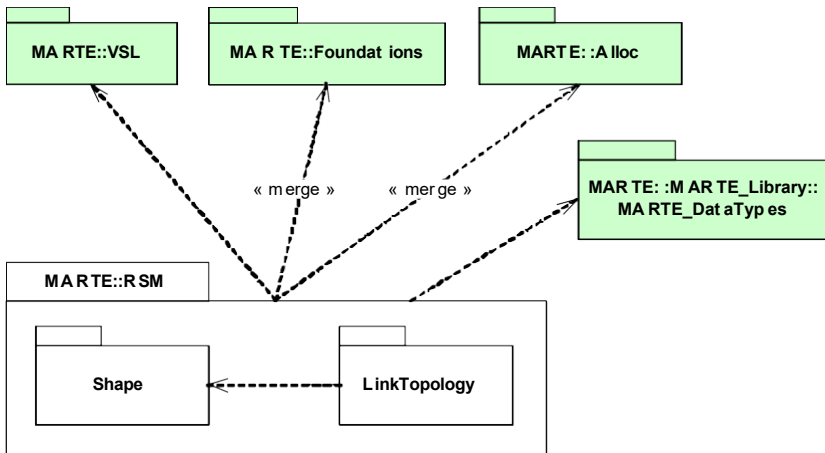 MARTE::VSL
MARTE::Foundations
MARTE::Alloc
« merge »
« merge »
MARTE::MARTE_Library::
MARTE_DataTypes
MARTE::RSM
Shape
LinkTopology